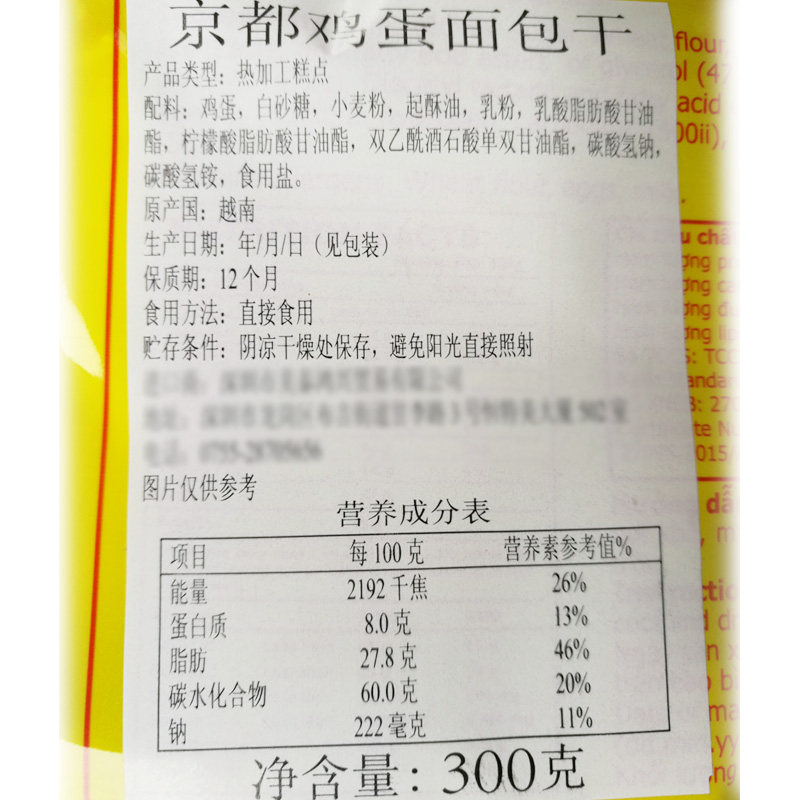 京都鸡蛋面包干
产品类型：热加工糕点
配料：鸡蛋，白砂糖，小麦粉，起酥油，乳粉，乳酸脂肪酸甘油
酯，柠檬酸脂肪酸甘油酯，双乙酰酒石酸单双甘油酯，碳酸氢钠，
碳酸氢铵，食用盐。
原产国：越南
生产日期：年/月/日（见包装）
保质期：12个月
食用方法：直接食用
贮存条件：阴凉干燥处保存，避免阳光直接照射
图片仅供参考
营养成分表
项目 每100克 营养素参考值%
能量 2192千焦 26%
蛋白质 8.0克 13%
脂肪 27.8克 46%
碳水化合物 60.0克 20%
钠 222毫克 11%
净含量：300克
flour
acid
00ii),